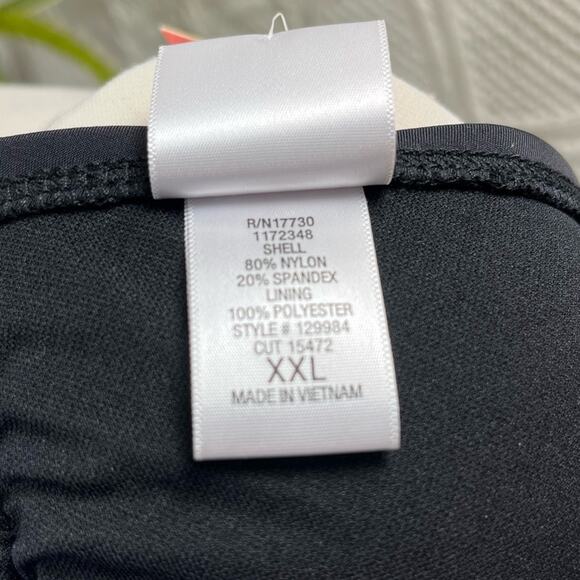 R/N17730
1172348
SHELL
80% NYLON
20% SPANDEX
LINING
100% POLYESTER
STYLE # 129984
CUT 15472
XXL
MADE IN VIETNAM